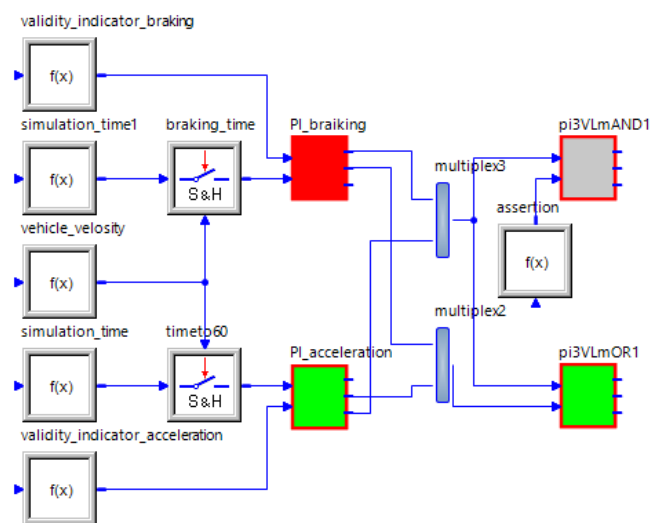 validity_indicator_braking
f(x)
simulation_time1
braking_time
PI_braiking
pi3VLmAND1
f(x)
S&H
multiplex3
vehicle_velosity
assertion
f(x)
f(x)
simulation_time
timeto60
PI_acceleration
multiplex2
pi3VLmOR1
f(x)
S&H
validity_indicator_acceleration
f(x)